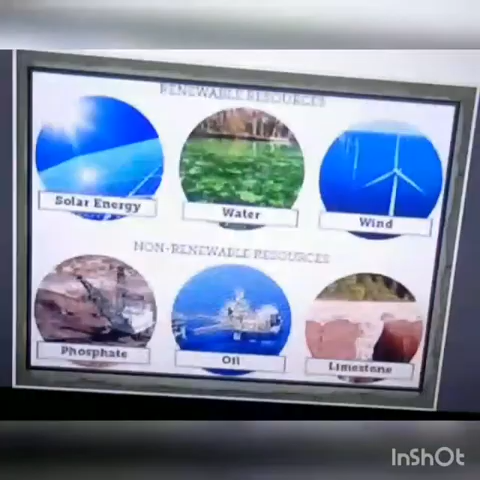 RENEWABLE RESOURCES
Solar Energy
Water
Wind
NON-RENEWABLE RESOURCES
Phosphate
Oil
Limestone
InShOt